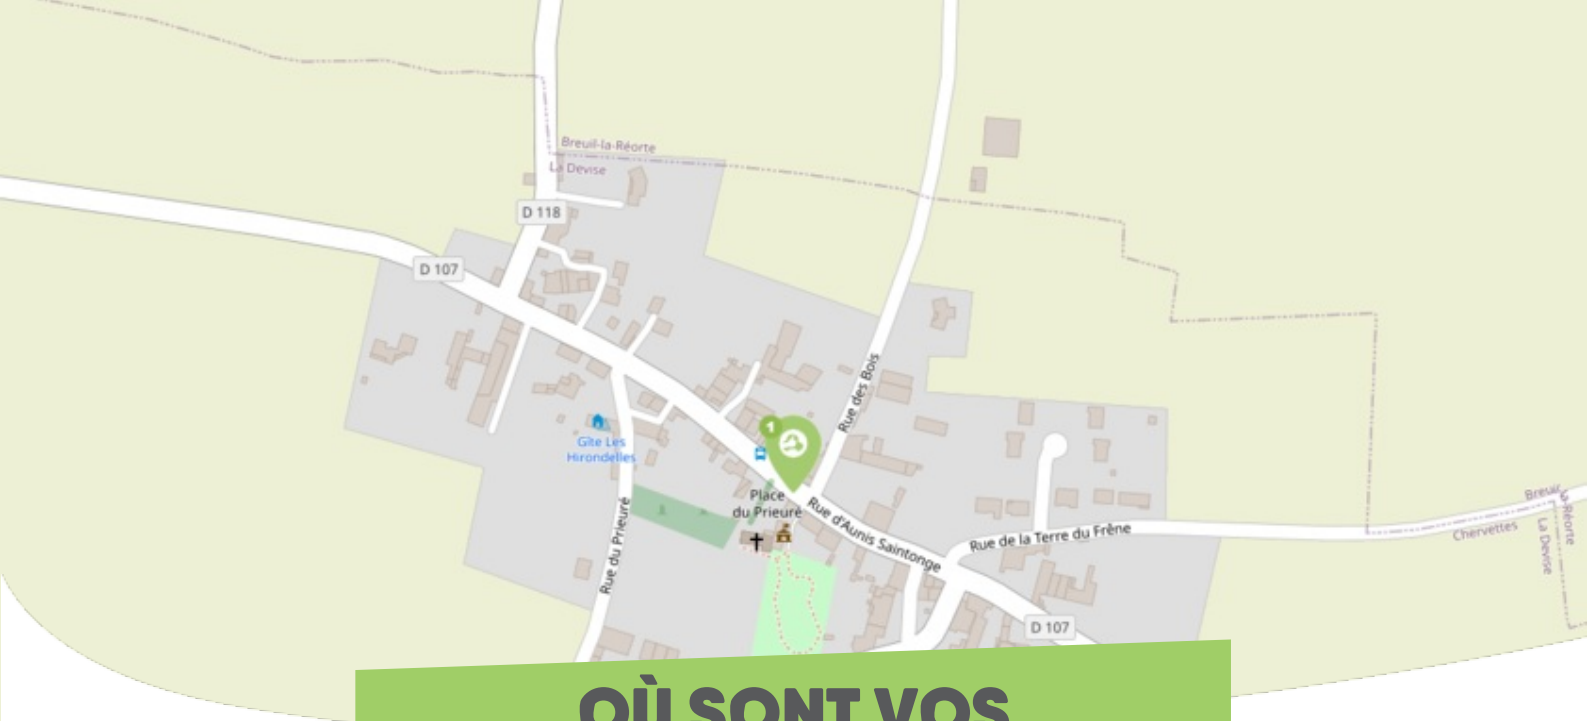 Breuil-la-Réorte
La Devise
D 118
D 107
Rue des Bois
Gîte Les
Hirondelles
1
Place
du Prieuré
Rue d'Aunis Saintonge
Rue de la Terre du Frêne
Rue du Prieuré
Chervettes
La Devise
D 107
OÙ SONT VOS